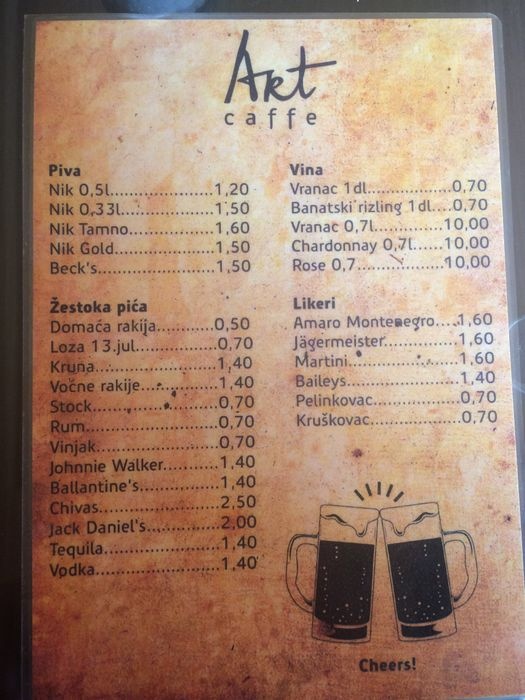 Art
caffe
Piva
Nik 0,5l......................1,20
Nik 0,33l....................1,50
Nik Tamno................1,60
Nik Gold...................1,50
Beck's.......................1,50
Žestoka pića
Domaća rakija...........0,50
Loza 13.jul................0,70
Kruna.......................1,40
Voćne rakije.............1,40
Stock........................0,70
Rum.........................0,70
Vinjak.......................0,70
Johnnie Walker..........1,40
Ballantine's...............1,40
Chivas......................2,50
Jack Daniel's.............2,00
Tequila.....................1,40
Vodka.......................1,40
Vina
Vranac 1dl.................0,70
Banatski rizling 1dl....0,70
Vranac 0,7l...............10,00
Chardonnay 0,7l......10,00
Rose 0,7..................10,00
Likeri
Amaro Montenegro....1,60
Jägermeister.............1,60
Martini.....................1,60
Baileys.....................1,40
Pelinkovac................0,70
Kruškovac.................0,70
Cheers!